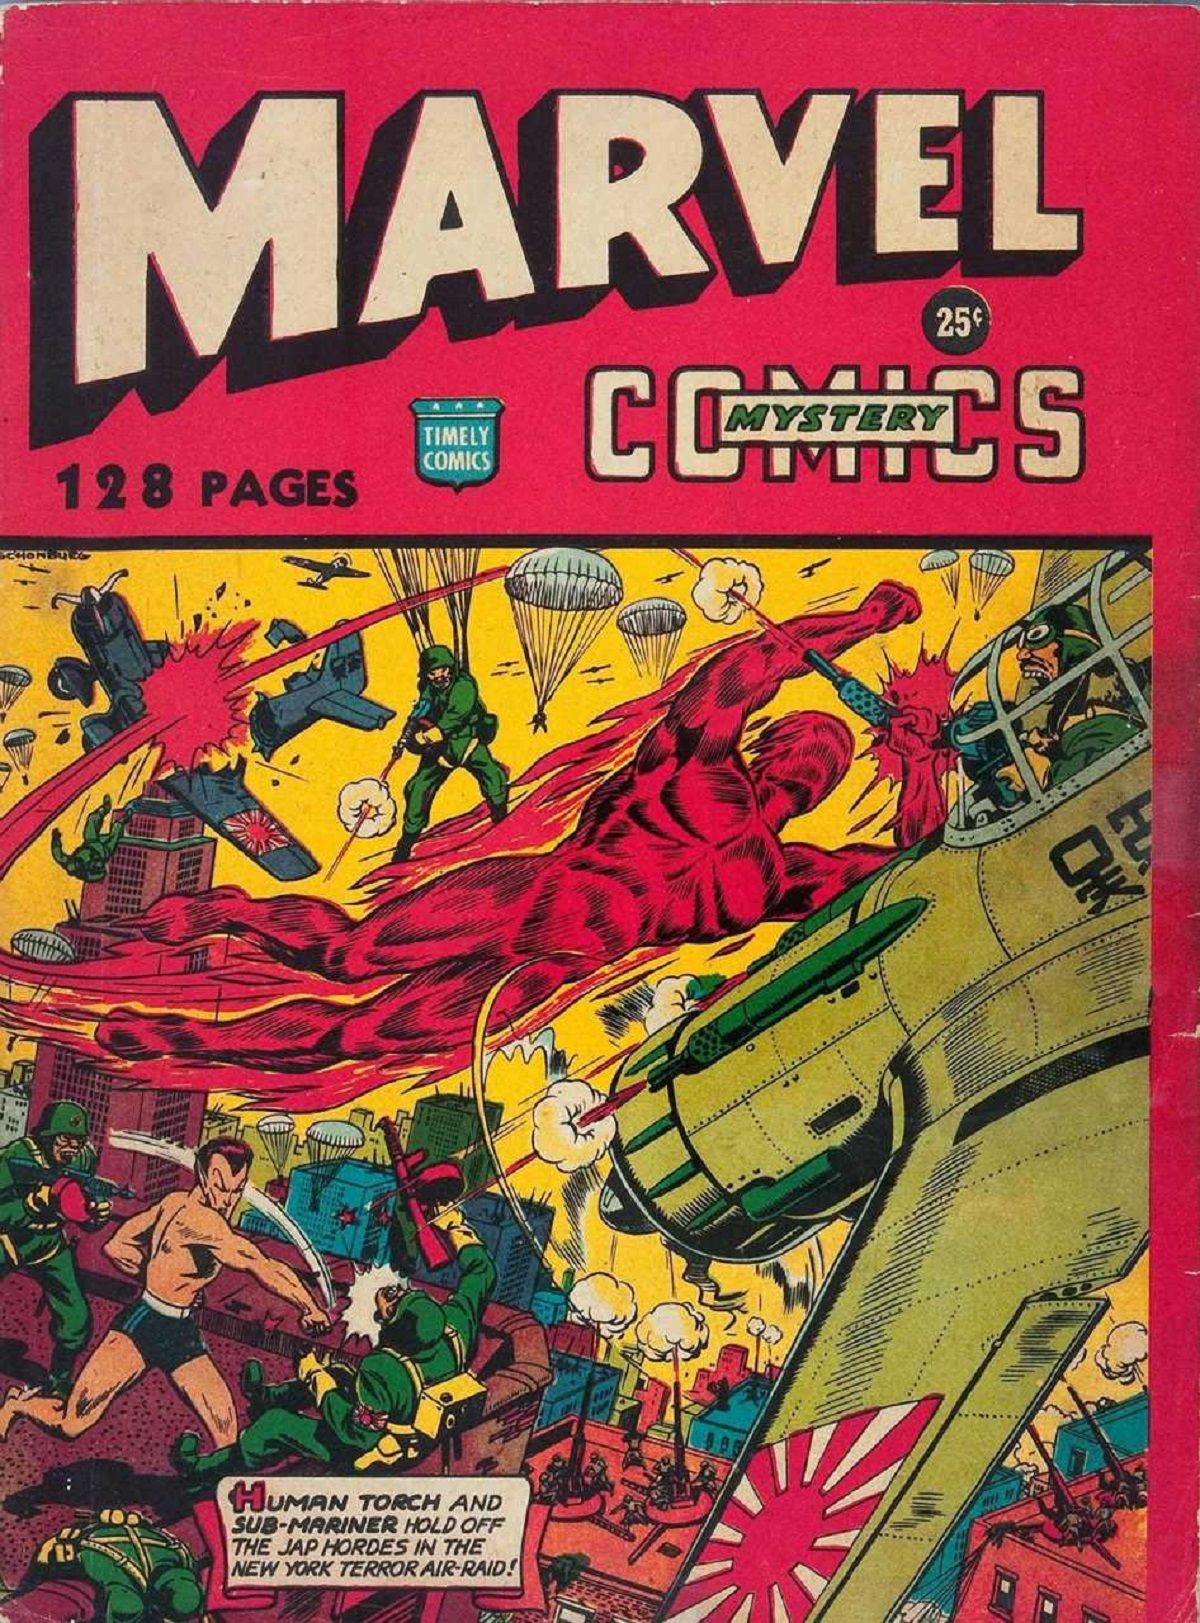 MARVEL
25¢
COMICS
MYSTERY
TIMELY
COMICS
128 PAGES
SCHOMBURG
HUMAN TORCH AND
SUB-MARINER HOLD OFF
THE JAP HORDES IN THE
NEW YORK TERROR AIR-RAID!